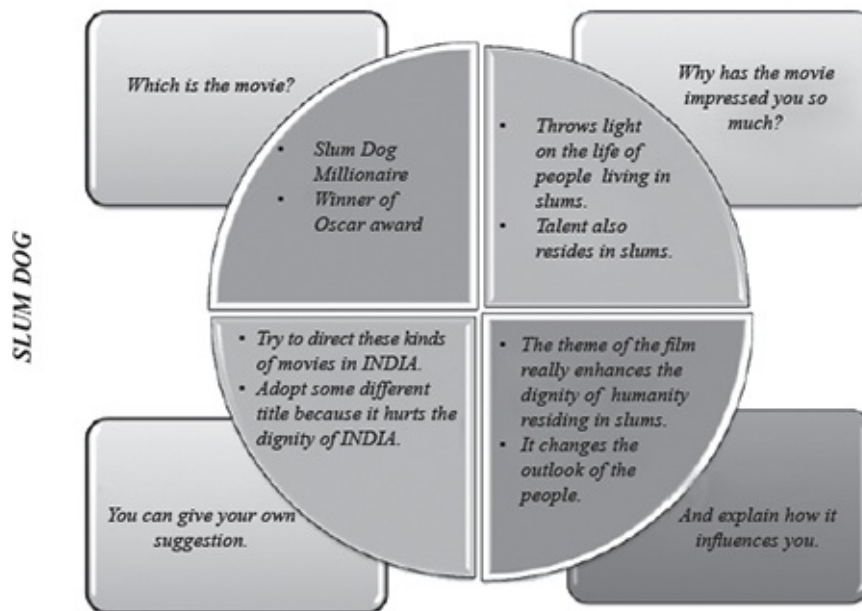 SLUM DOG
Which is the movie?
• Slum Dog
Millionaire
• Winner of
Oscar award
Why has the movie
impressed you so
much?
• Throws light
on the life of
people living in
slums.
• Talent also
resides in slums.
• Try to direct these kinds
of movies in INDIA.
• Adopt some different
title because it hurts the
dignity of INDIA.
You can give your own
suggestion.
• The theme of the film
really enhances the
dignity of humanity
residing in slums.
• It changes the
outlook of the
people.
And explain how it
influences you.